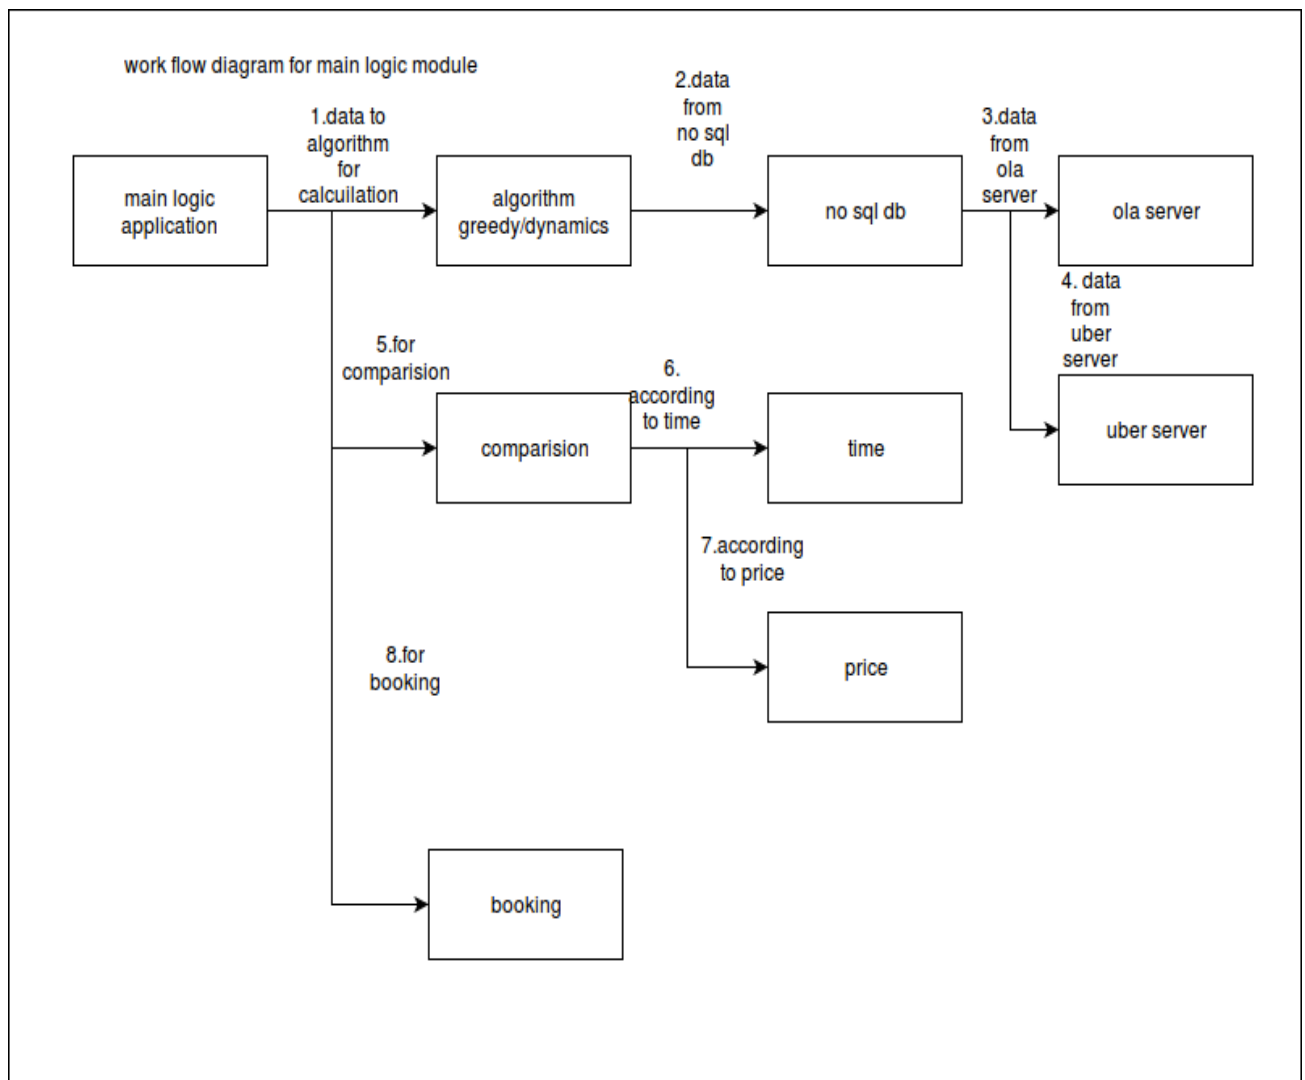 work flow diagram for main logic module
1.data to
algorithm
for
calcuilation
2.data
from
no sql
db
3.data
from
ola
server
main logic
application
algorithm
greedy/dynamics
no sql db
ola server
4. data
from
uber
server
5.for
comparision
6.
according
to time
comparision
time
uber server
7.according
to price
8.for
booking
price
booking